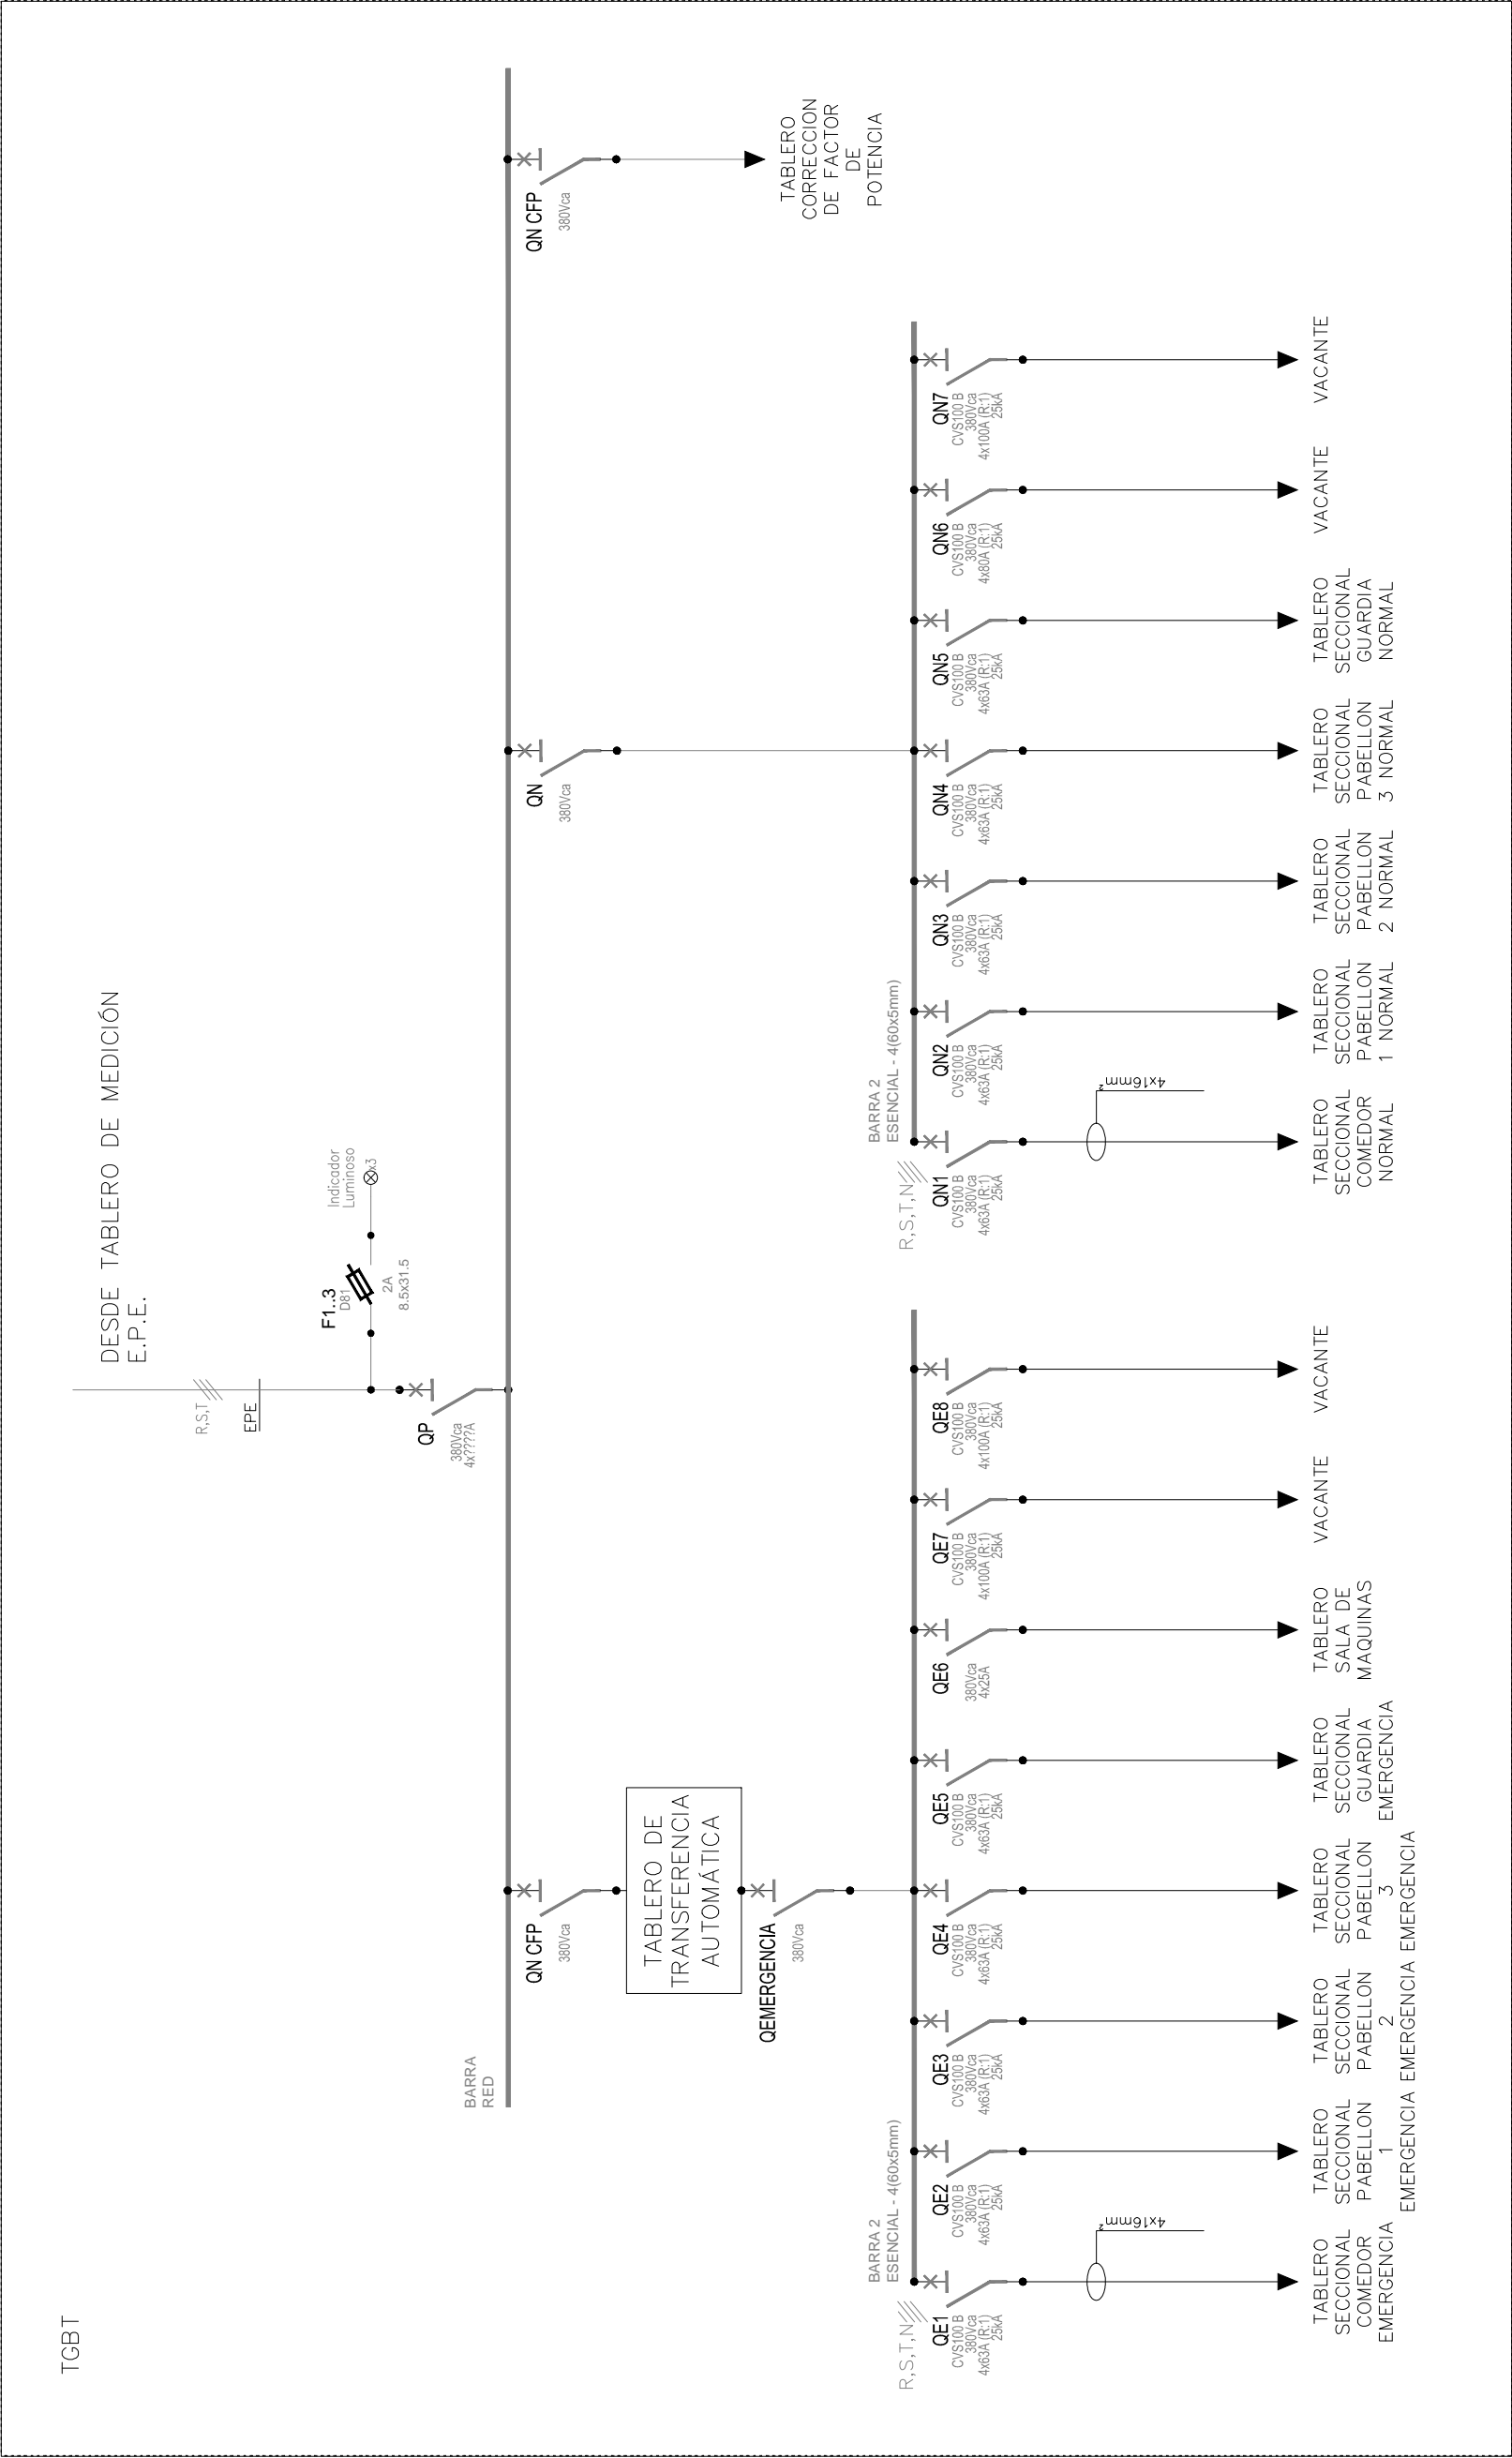 TGBT
DESDE TABLERO DE MEDICIÓN
E.P.E.
R,S,T
EPE
F1..3
D81
2A
8.5x31.5
Indicador
Luminoso
x3
QP
380Vca
4x????A
BARRA
RED
QN CFP
380Vca
TABLERO DE
TRANSFERENCIA
AUTOMÁTICA
QEMERGENCIA
380Vca
QN
380Vca
QN CFP
380Vca
TABLERO
CORRECCION
DE FACTOR
DE
POTENCIA
BARRA 2
ESENCIAL - 4(60x5mm)
R,S,T,N
QE1
CVS100 B
380Vca
4x63A (R:1)
25kA
4x16mm²
TABLERO
SECCIONAL
COMEDOR
EMERGENCIA
QE2
CVS100 B
380Vca
4x63A (R:1)
25kA
TABLERO
SECCIONAL
PABELLON
1
EMERGENCIA
QE3
CVS100 B
380Vca
4x63A (R:1)
25kA
TABLERO
SECCIONAL
PABELLON
2
EMERGENCIA
QE4
CVS100 B
380Vca
4x63A (R:1)
25kA
TABLERO
SECCIONAL
PABELLON
3
EMERGENCIA
QE5
CVS100 B
380Vca
4x63A (R:1)
25kA
TABLERO
SECCIONAL
GUARDIA
EMERGENCIA
QE6
380Vca
4x25A
TABLERO
SALA DE
MAQUINAS
QE7
CVS100 B
380Vca
4x100A (R:1)
25kA
VACANTE
QE8
CVS100 B
380Vca
4x100A (R:1)
25kA
VACANTE
BARRA 2
ESENCIAL - 4(60x5mm)
R,S,T,N
QN1
CVS100 B
380Vca
4x63A (R:1)
25kA
4x16mm²
TABLERO
SECCIONAL
COMEDOR
NORMAL
QN2
CVS100 B
380Vca
4x63A (R:1)
25kA
TABLERO
SECCIONAL
PABELLON
1 NORMAL
QN3
CVS100 B
380Vca
4x63A (R:1)
25kA
TABLERO
SECCIONAL
PABELLON
2 NORMAL
QN4
CVS100 B
380Vca
4x63A (R:1)
25kA
TABLERO
SECCIONAL
PABELLON
3 NORMAL
QN5
CVS100 B
380Vca
4x63A (R:1)
25kA
TABLERO
SECCIONAL
GUARDIA
NORMAL
QN6
CVS100 B
380Vca
4x80A (R:1)
25kA
VACANTE
QN7
CVS100 B
380Vca
4x100A (R:1)
25kA
VACANTE